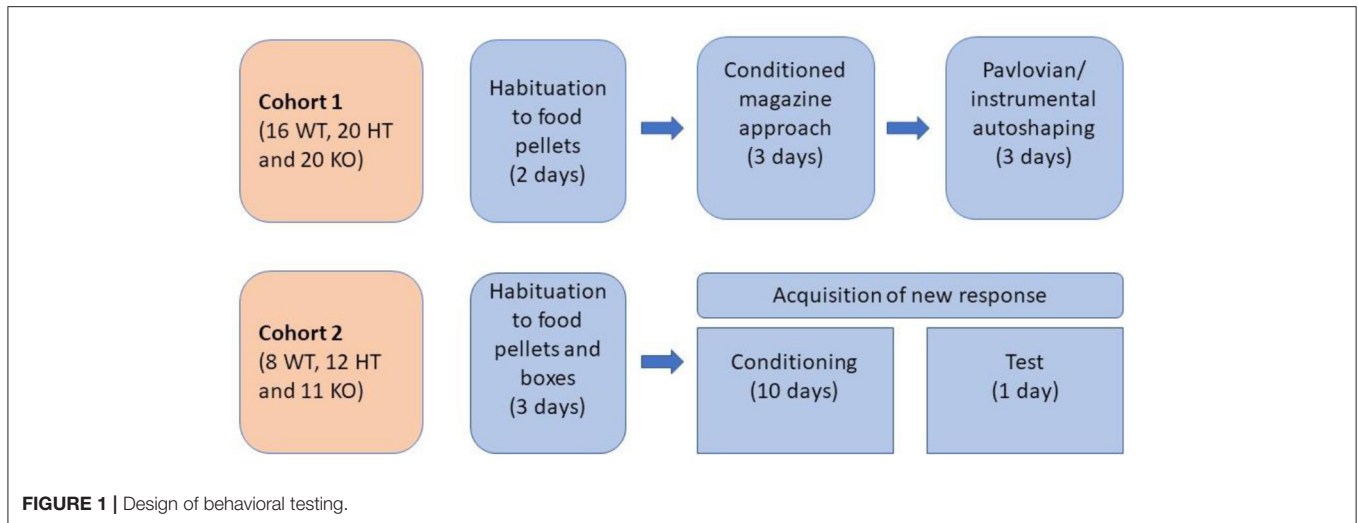 Cohort 1
(16 WT, 20 HT
and 20 KO)
Habituation
to food
pellets
(2 days)
Conditioned
magazine
approach
(3 days)
Pavlovian/
instrumental
autoshaping
(3 days)
Cohort 2
(8 WT, 12 HT
and 11 KO)
Habituation
to food
pellets and
boxes
(3 days)
Acquisition of new response
Conditioning
(10 days)
Test
(1 day)
FIGURE 1 | Design of behavioral testing.